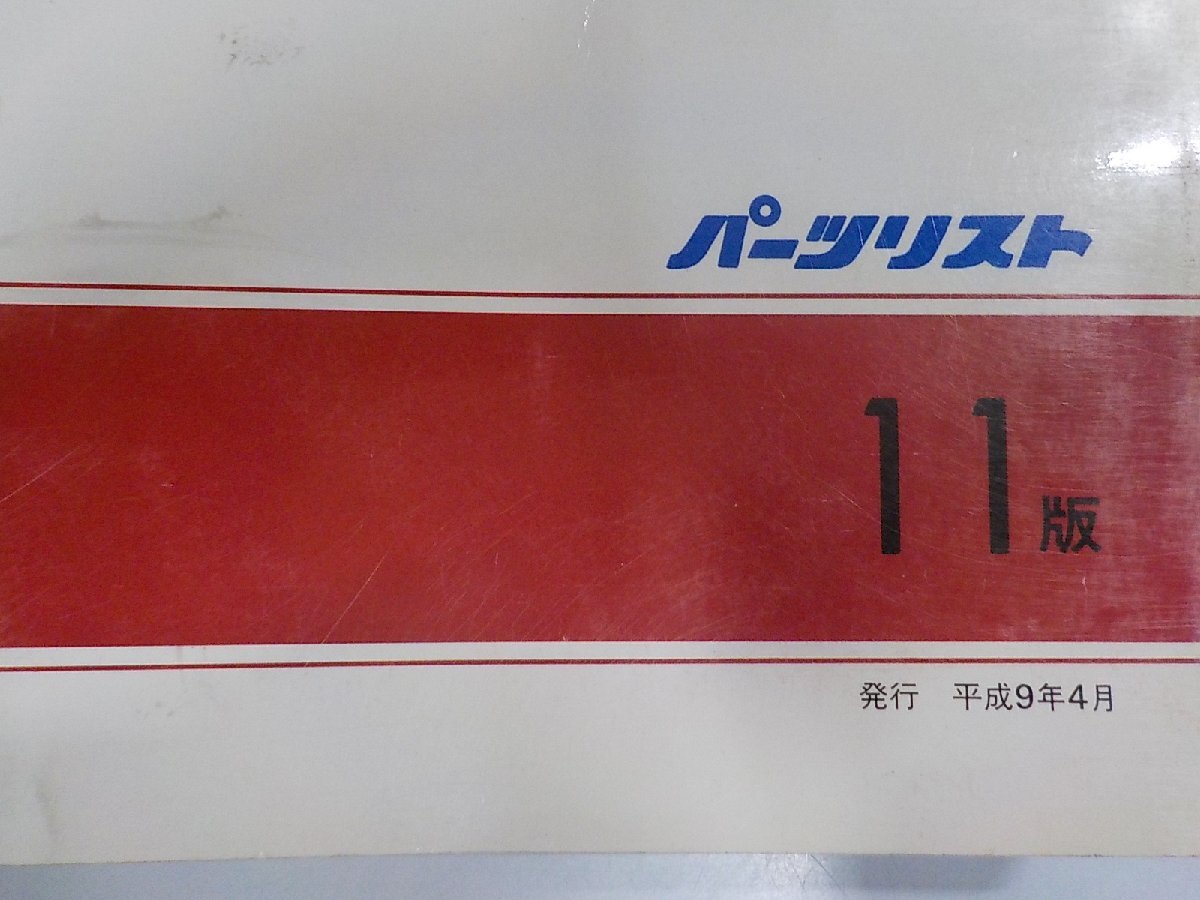 パーツリスト
11版
発行　平成9年4月